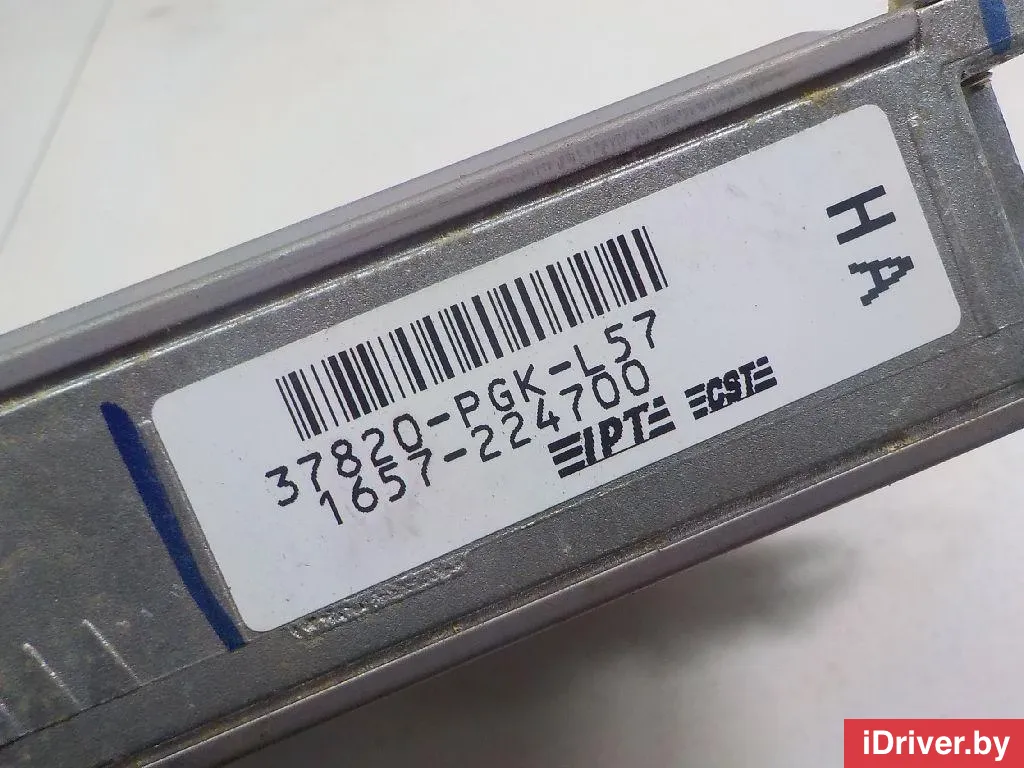 37820-PGK-L57
1657-224700
IPT CST
HA
iDriver.by